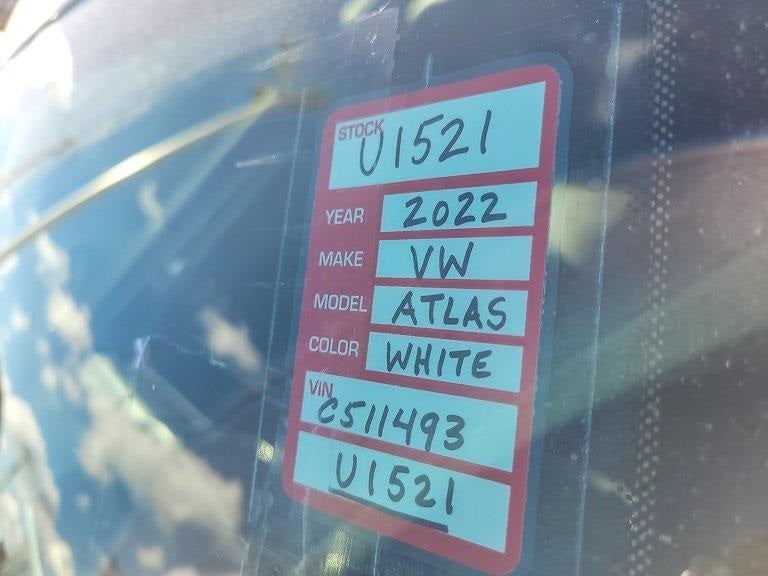 STOCK
U1521
YEAR 2022
MAKE VW
MODEL ATLAS
COLOR WHITE
VIN
C511493
U1521